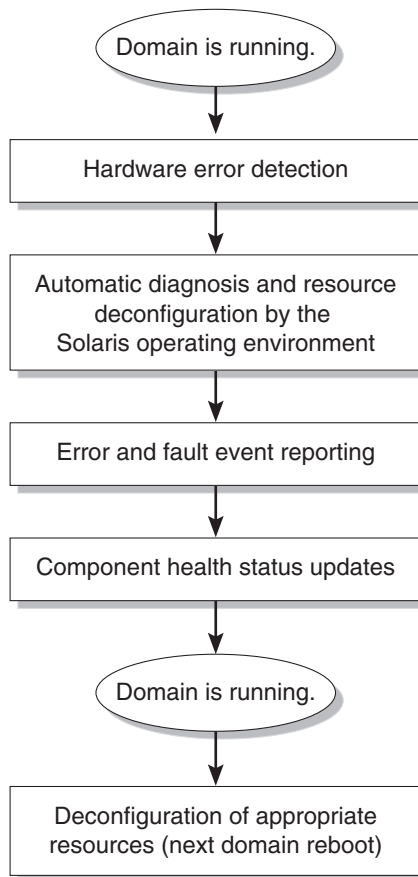 Domain is running.
Hardware error detection
Automatic diagnosis and resource
deconfiguration by the
Solaris operating environment
Error and fault event reporting
Component health status updates
Domain is running.
Deconfiguration of appropriate
resources (next domain reboot)